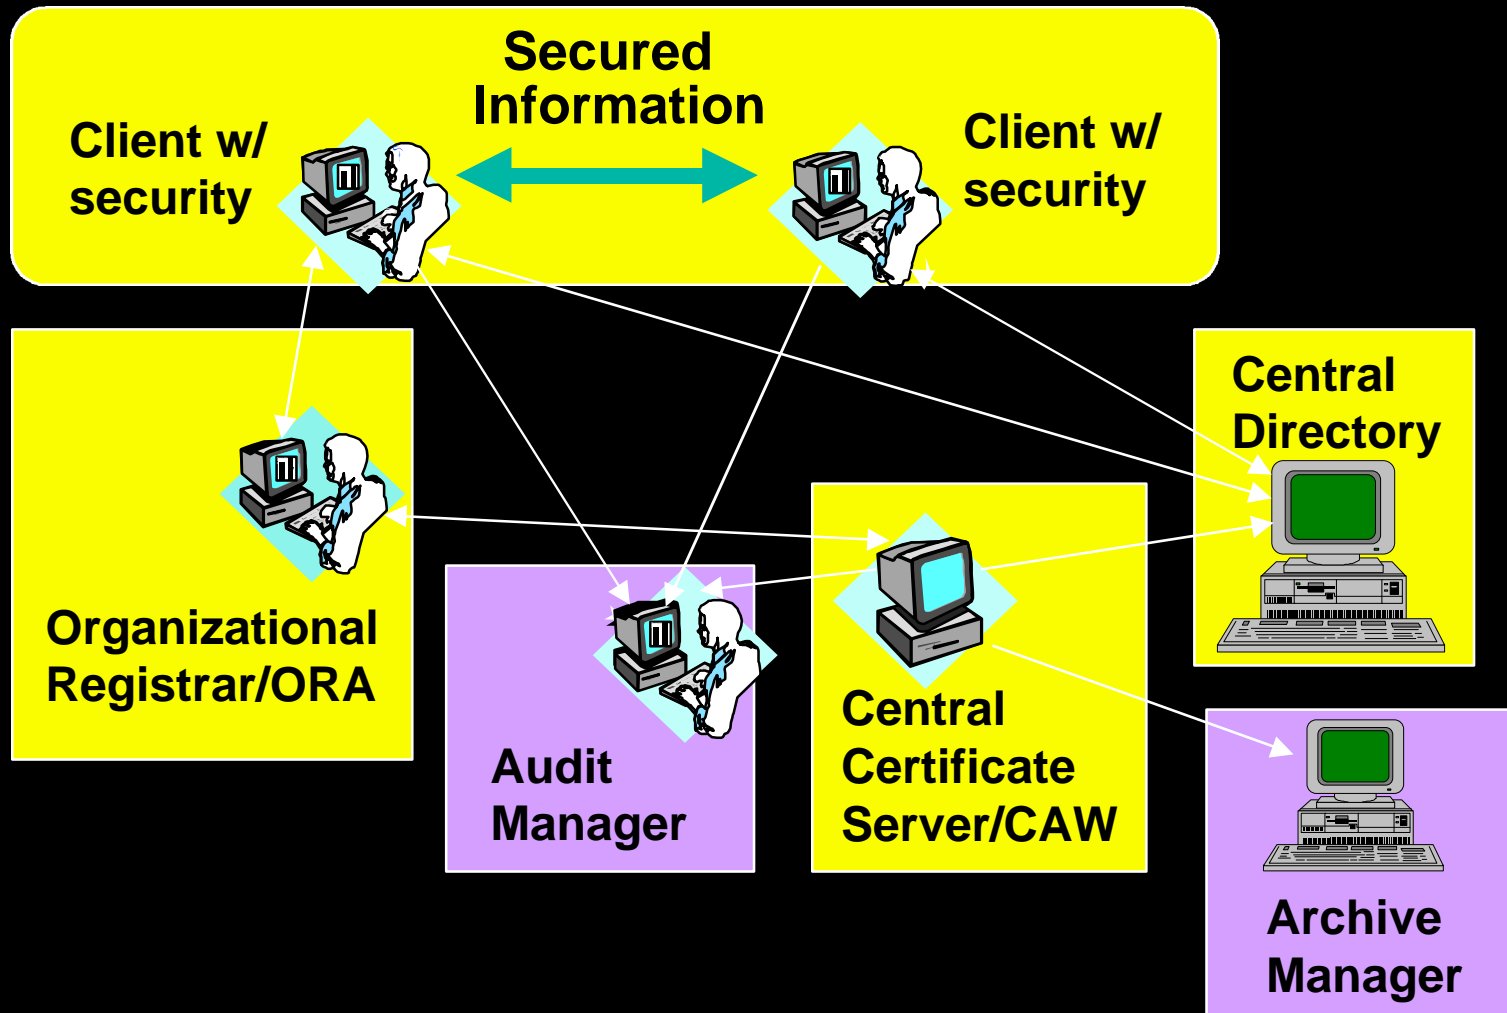 Secured
Information
Client w/
security
Client w/
security
Central
Directory
Organizational
Registrar/ORA
Audit
Manager
Central
Certificate
Server/CAW
Archive
Manager